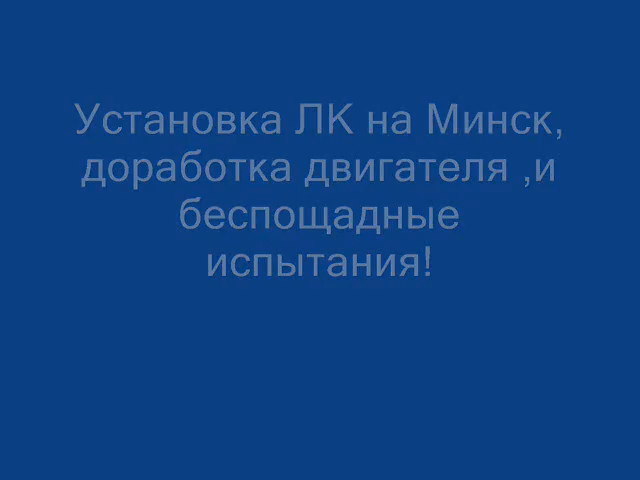 Установка ЛК на Минск,
доработка двигателя ,и
беспощадные
испытания!